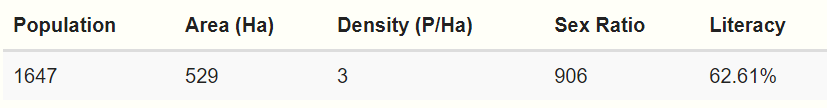 Population Area (Ha) Density (P/Ha) Sex Ratio Literacy
1647 529 3 906 62.61%